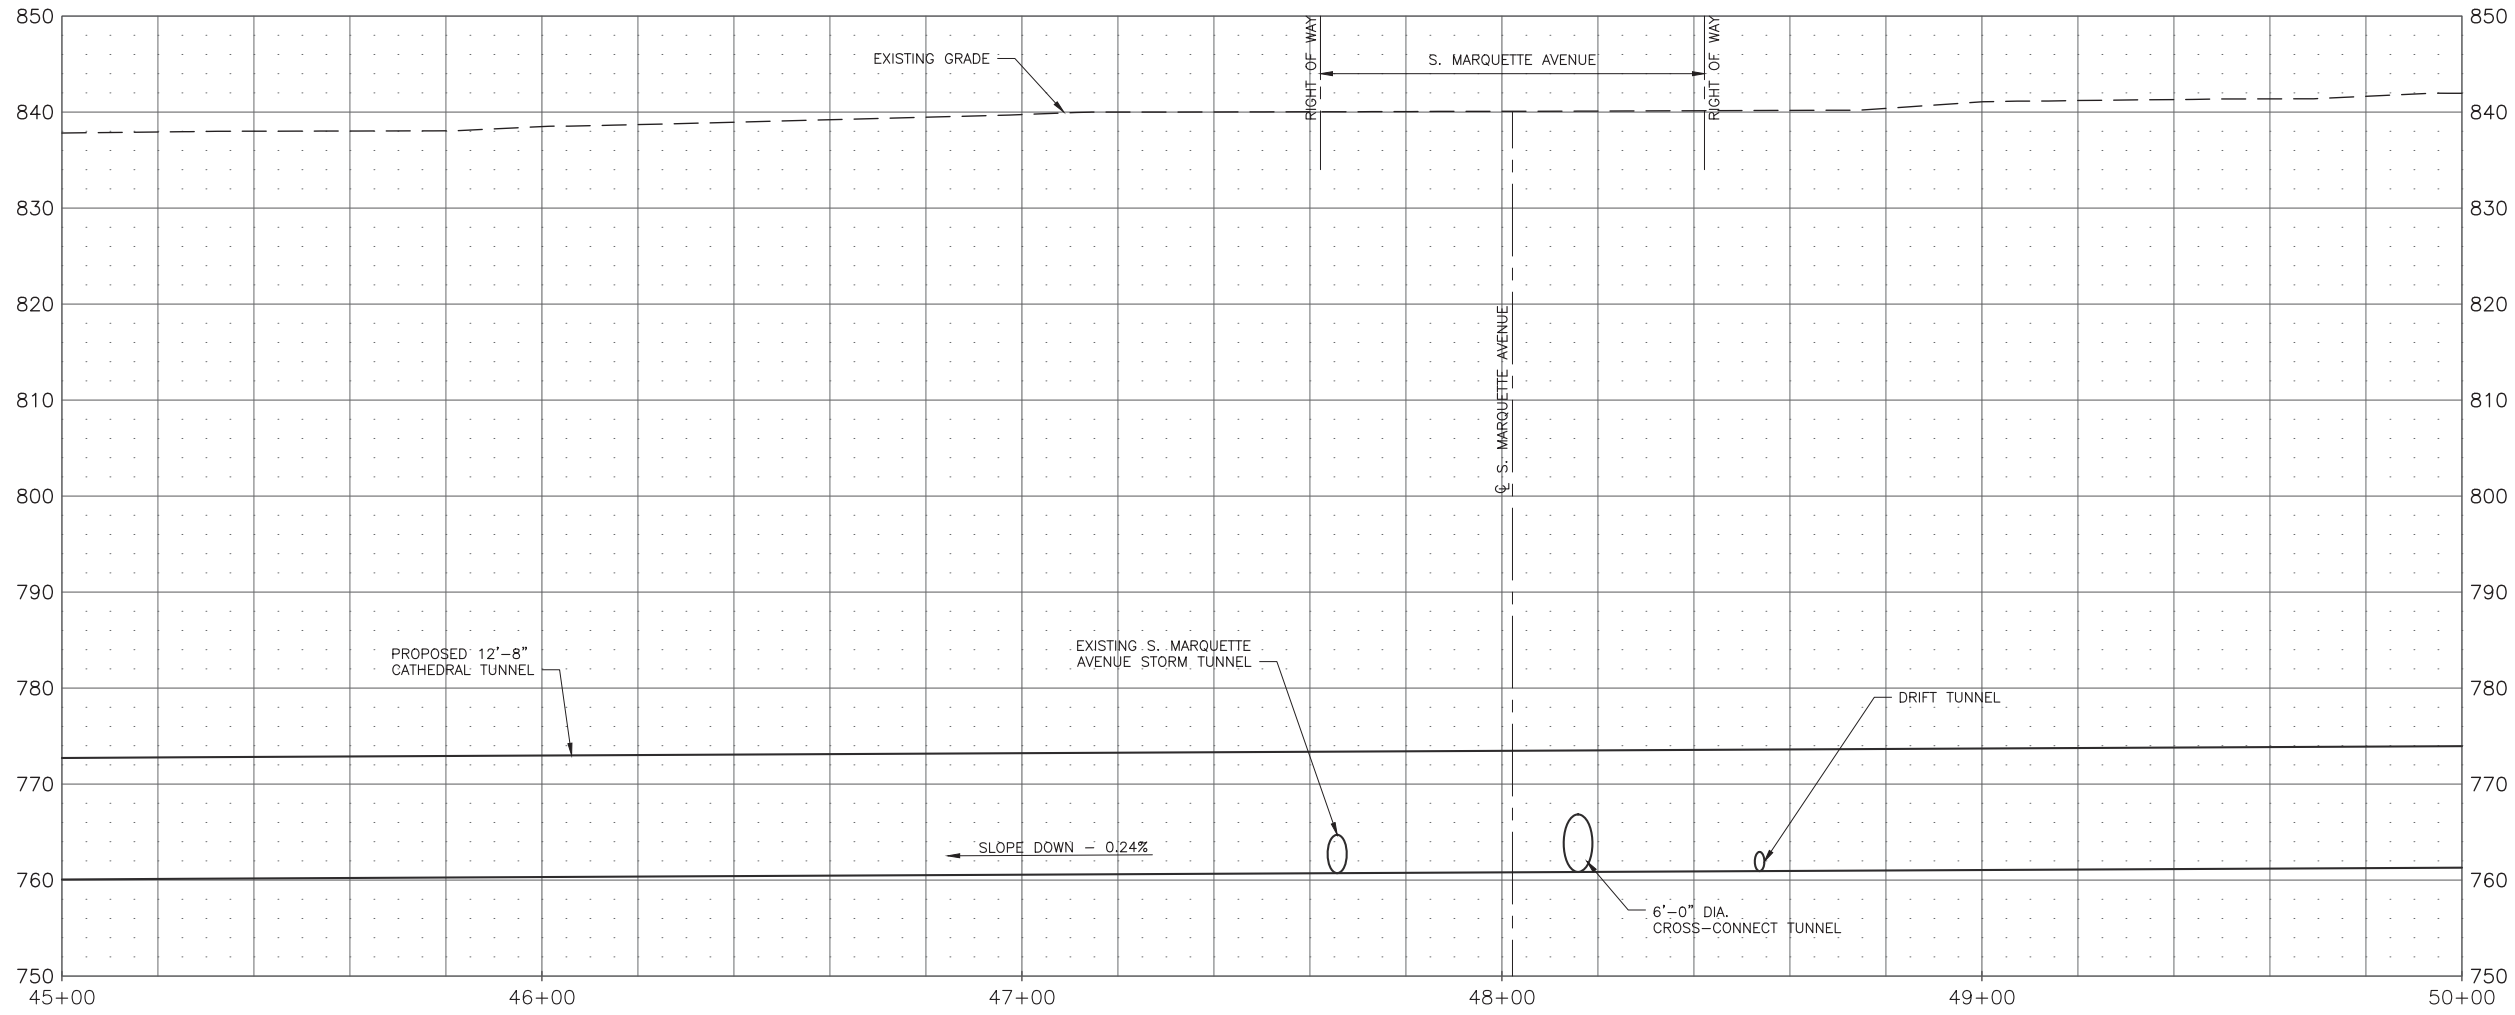 850
850
RIGHT OF WAY
RIGHT OF WAY
EXISTING GRADE
S. MARQUETTE AVENUE
840
840
830
830
820
820
℄ S. MARQUETTE AVENUE
810
810
800
800
790
790
PROPOSED 12'-8"
CATHEDRAL TUNNEL
EXISTING S. MARQUETTE
AVENUE STORM TUNNEL
780
780
DRIFT TUNNEL
770
770
SLOPE DOWN - 0.24%
760
760
6'-0" DIA.
CROSS-CONNECT TUNNEL
750
750
45+00
46+00
47+00
48+00
49+00
50+00